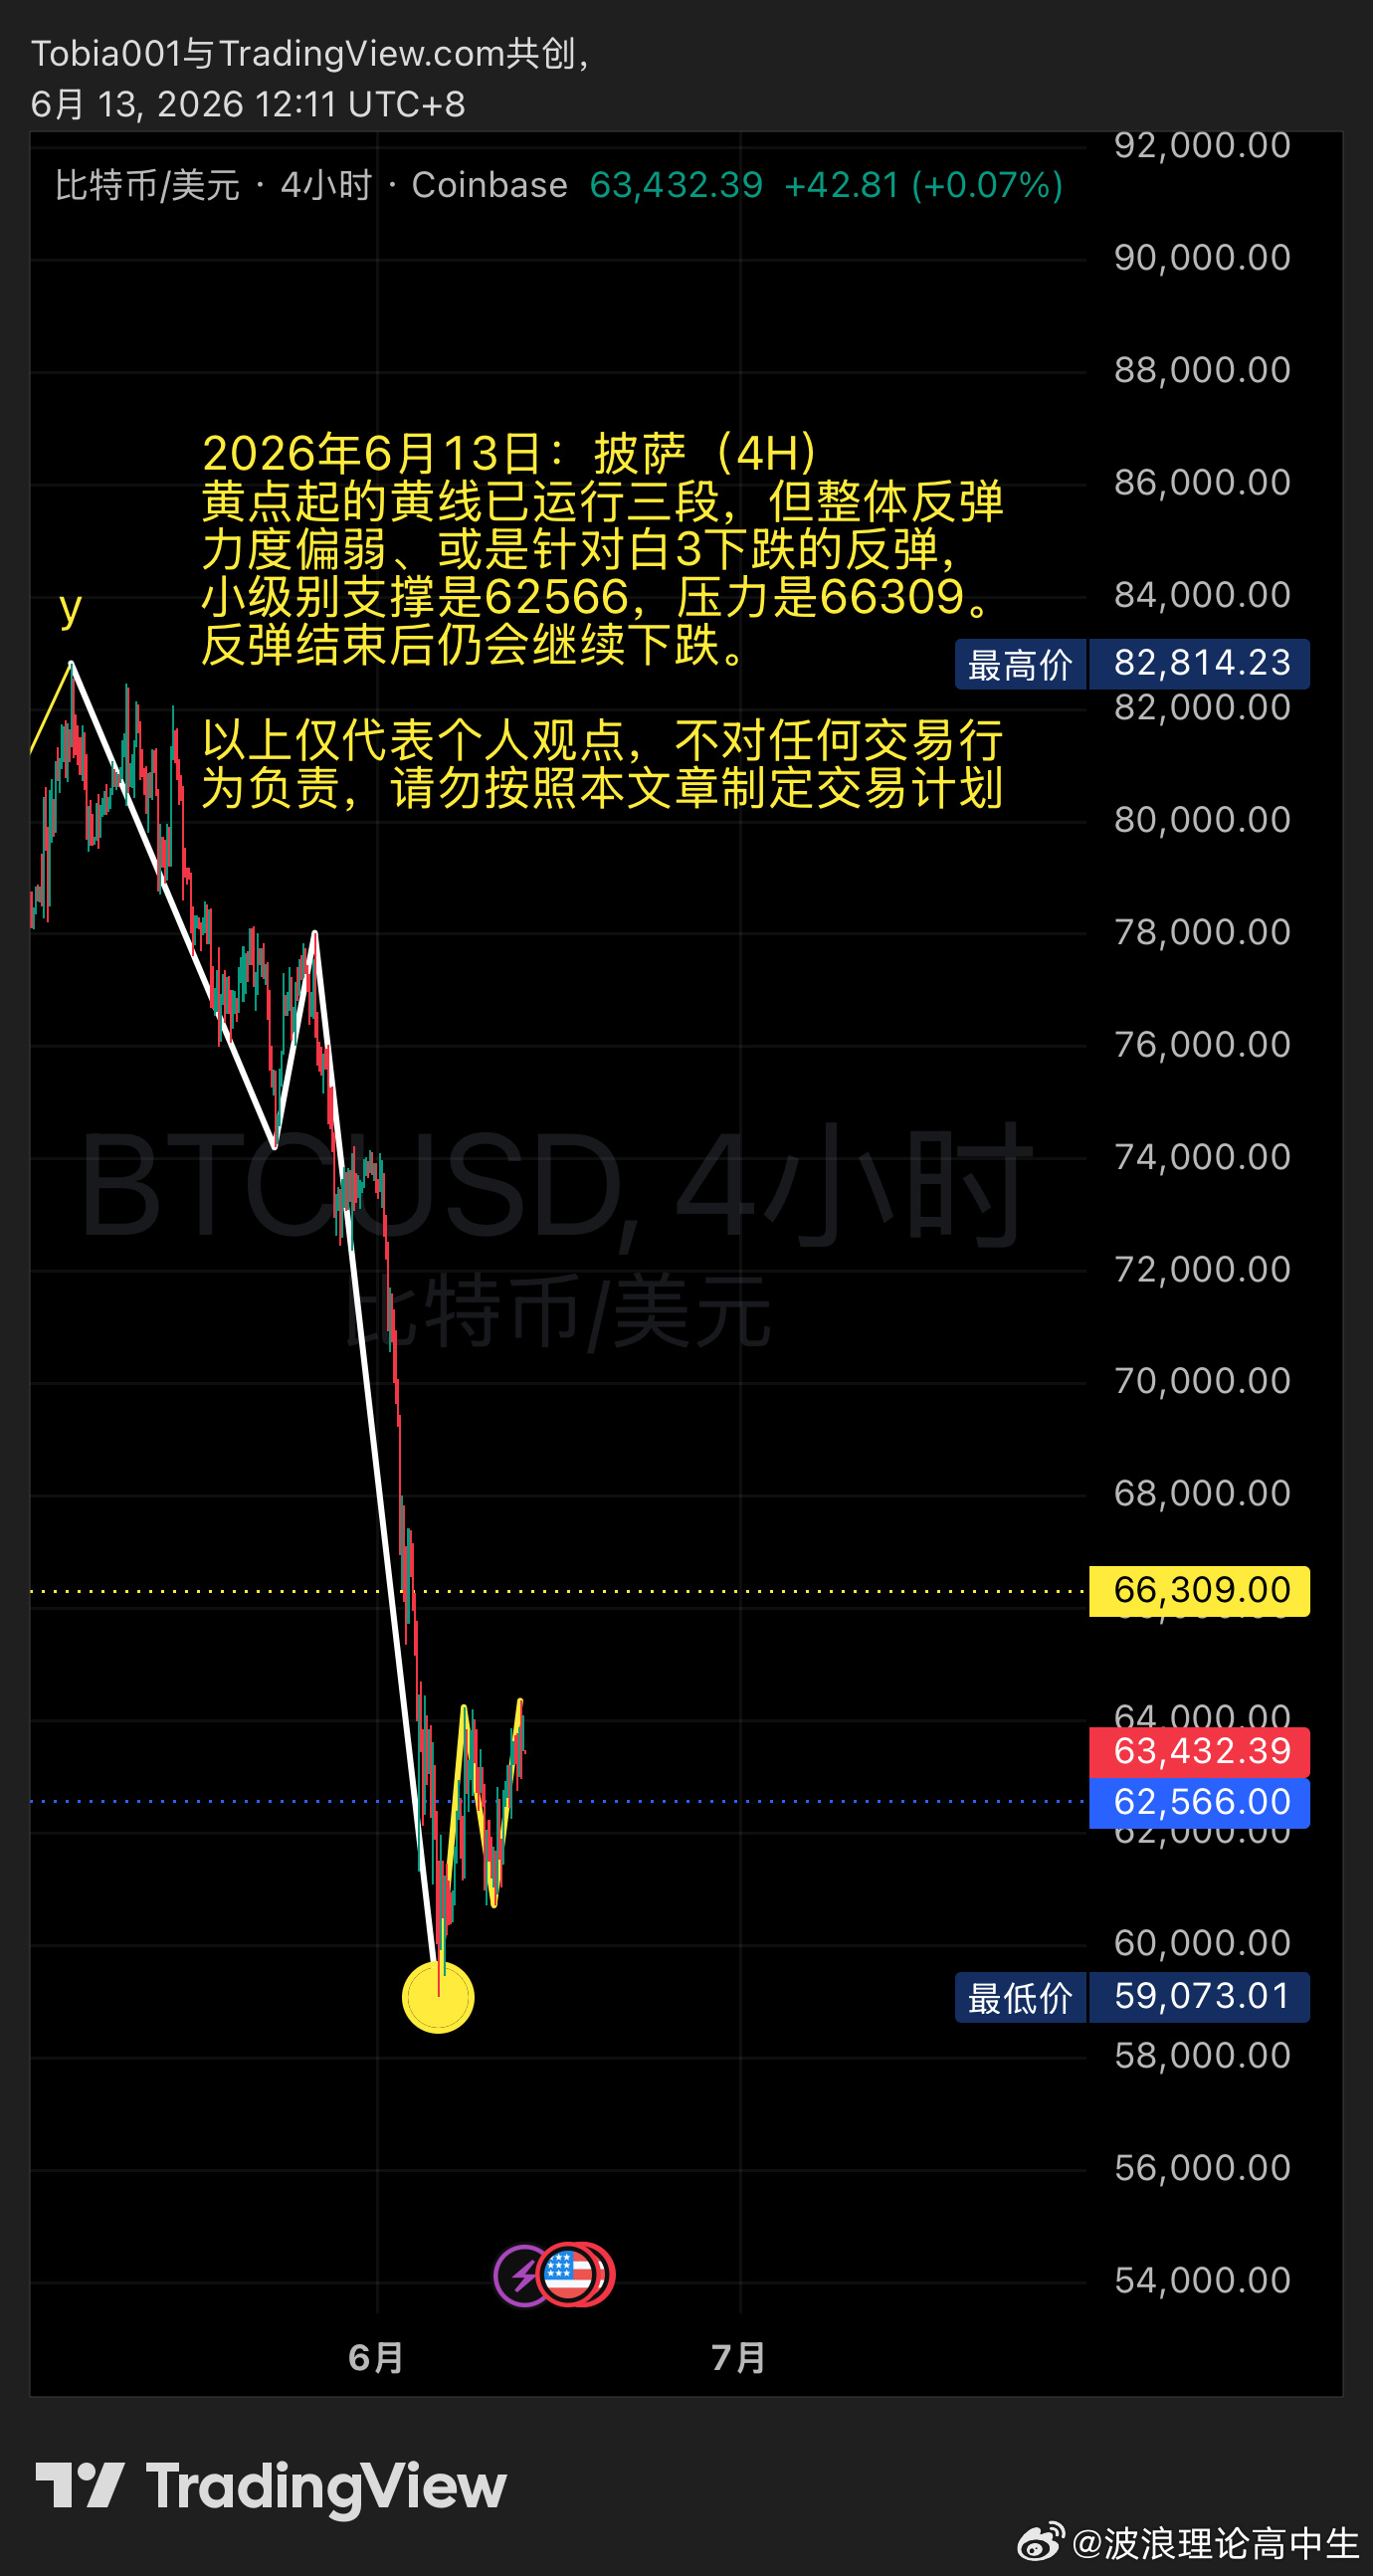 Tobia001与TradingView.com共创,
6月 13, 2026 12:11 UTC+8
比特币/美元 · 4小时 · Coinbase 63,432.39 +42.81 (+0.07%)
92,000.00
90,000.00
88,000.00
86,000.00
84,000.00
2026年6月13日：披萨（4H）
黄点起的黄线已运行三段，但整体反弹
力度偏弱、或是针对白3下跌的反弹，
小级别支撑是62566，压力是66309。
反弹结束后仍会继续下跌。
以上仅代表个人观点，不对任何交易行
为负责，请勿按照本文章制定交易计划
y
最高价 82,814.23
82,000.00
80,000.00
78,000.00
76,000.00
74,000.00
BTCUSD, 4小时
比特币/美元
72,000.00
70,000.00
68,000.00
66,309.00
64,000.00
63,432.39
62,566.00
62,000.00
60,000.00
最低价 59,073.01
58,000.00
56,000.00
54,000.00
6月 7月
TradingView
@波浪理论高中生